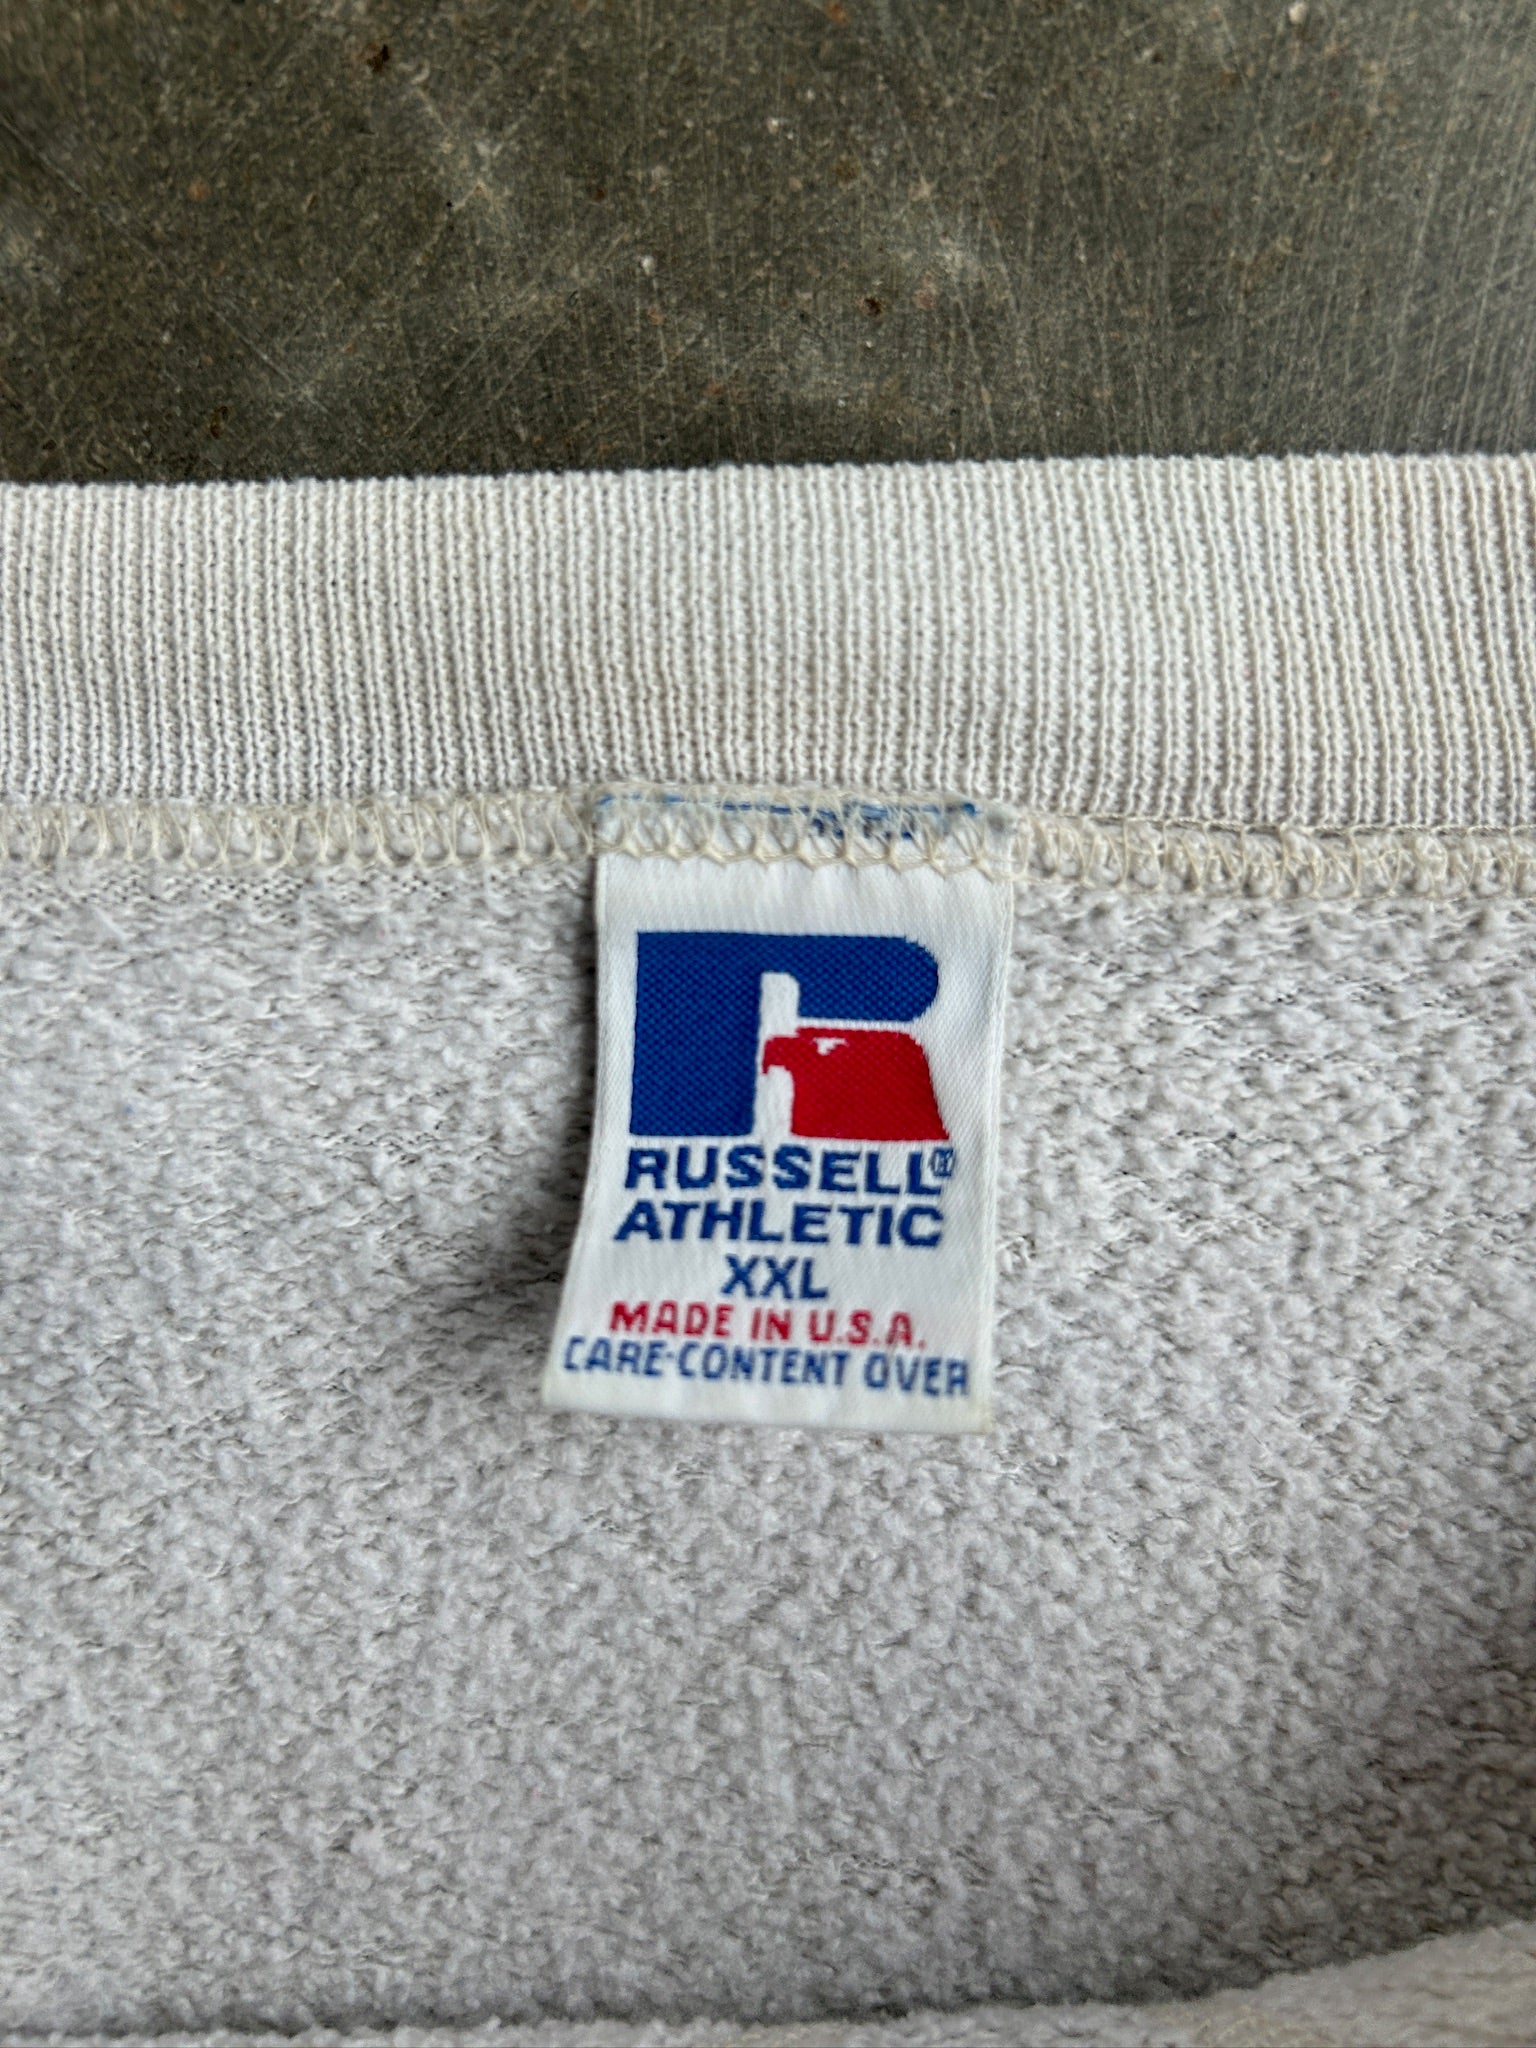 RUSSELL®
ATHLETIC
XXL
MADE IN U.S.A.
CARE-CONTENT OVER